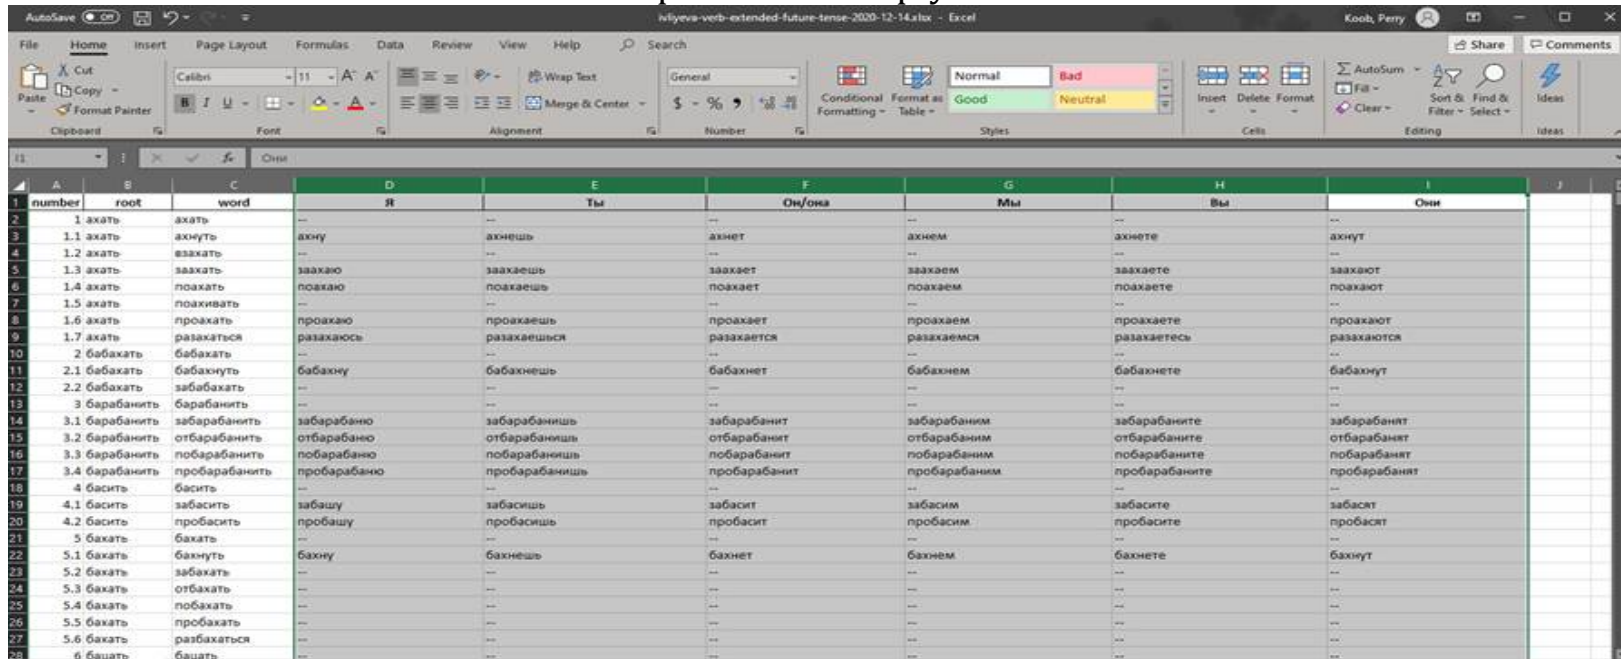 AutoSave Off ivliyeva-verb-extended-future-tense-2020-12-14.xlsx - Excel Koob, Perry
File Home Insert Page Layout Formulas Data Review View Help Search Share Comments
Cut Calibri 11 Wrap Text General Normal Bad AutoSum
Copy Fill
Paste Format Painter Merge & Center Conditional Formatting Format as Table Good Neutral Insert Delete Format Clear Sort & Filter Find & Select Ideas
Clipboard Font Alignment Number Styles Cells Editing Ideas
I1 fx Они
A B C D E F G H I J
1 number root word Я Ты Он/она Мы Вы Они
2 1 ахать ахать -- -- -- -- -- --
3 1.1 ахать ахнуть ахну ахнешь ахнет ахнем ахнете ахнут
4 1.2 ахать взахать -- -- -- -- -- --
5 1.3 ахать заахать заахаю заахаешь заахает заахаем заахаете заахают
6 1.4 ахать поахать поахаю поахаешь поахает поахаем поахаете поахают
7 1.5 ахать поахивать -- -- -- -- -- --
8 1.6 ахать проахать проахаю проахаешь проахает проахаем проахаете проахают
9 1.7 ахать разахаться разахаюсь разахаешься разахается разахаемся разахаетесь разахаются
10 2 бабахать бабахать -- -- -- -- -- --
11 2.1 бабахать бабахнуть бабахну бабахнешь бабахнет бабахнем бабахнете бабахнут
12 2.2 бабахать забабахать -- -- -- -- -- --
13 3 барабанить барабанить -- -- -- -- -- --
14 3.1 барабанить забарабанить забарабаню забарабанишь забарабанит забарабаним забарабаните забарабанят
15 3.2 барабанить отбарабанить отбарабаню отбарабанишь отбарабанит отбарабаним отбарабаните отбарабанят
16 3.3 барабанить побарабанить побарабаню побарабанишь побарабанит побарабаним побарабаните побарабанят
17 3.4 барабанить пробарабанить пробарабаню пробарабанишь пробарабанит пробарабаним пробарабаните пробарабанят
18 4 басить басить -- -- -- -- -- --
19 4.1 басить забасить забашу забасишь забасит забасим забасите забасят
20 4.2 басить пробасить пробашу пробасишь пробасит пробасим пробасите пробасят
21 5 бахать бахать -- -- -- -- -- --
22 5.1 бахать бахнуть бахну бахнешь бахнет бахнем бахнете бахнут
23 5.2 бахать забахать -- -- -- -- -- --
24 5.3 бахать отбахать -- -- -- -- -- --
25 5.4 бахать побахать -- -- -- -- -- --
26 5.5 бахать пробахать -- -- -- -- -- --
27 5.6 бахать разбахаться -- -- -- -- -- --
28 6 бацать бацать -- -- -- -- -- --